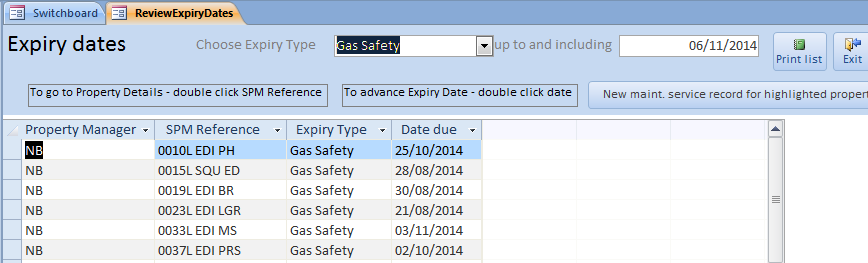 Switchboard ReviewExpiryDates
Expiry dates Choose Expiry Type Gas Safety up to and including 06/11/2014 Print list Exit
To go to Property Details - double click SPM Reference To advance Expiry Date - double click date New maint. service record for highlighted proper
Property Manager SPM Reference Expiry Type Date due
NB 0010L EDI PH Gas Safety 25/10/2014
NB 0015L SQU ED Gas Safety 28/08/2014
NB 0019L EDI BR Gas Safety 30/08/2014
NB 0023L EDI LGR Gas Safety 21/08/2014
NB 0033L EDI MS Gas Safety 03/11/2014
NB 0037L EDI PRS Gas Safety 02/10/2014